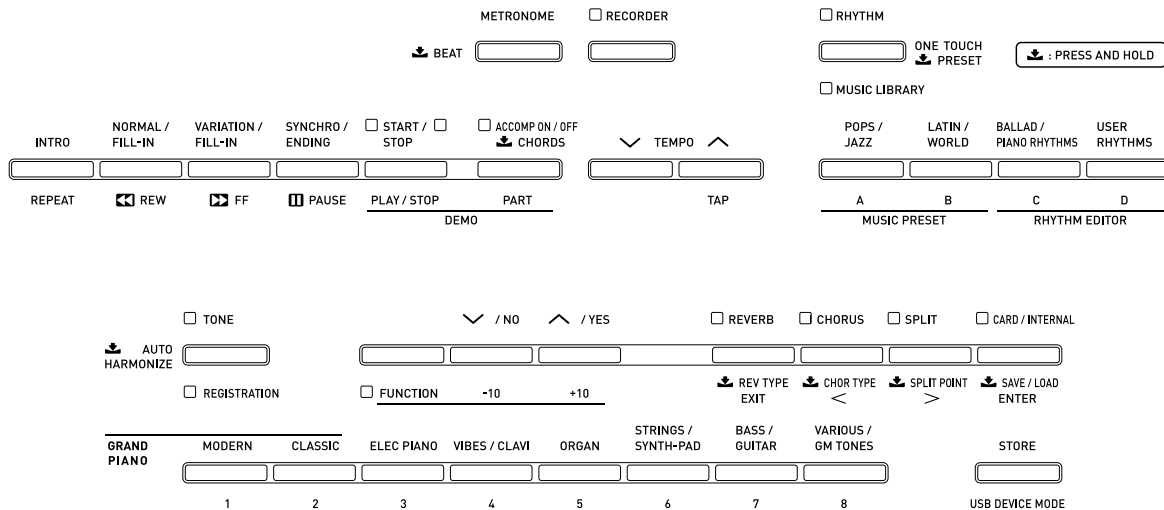 METRONOME
RECORDER
RHYTHM
BEAT
ONE TOUCH
PRESET
: PRESS AND HOLD
MUSIC LIBRARY
INTRO
NORMAL /
FILL-IN
VARIATION /
FILL-IN
SYNCHRO /
ENDING
START /
STOP
ACCOMP ON / OFF
CHORDS
TEMPO
POPS /
JAZZ
LATIN /
WORLD
BALLAD /
PIANO RHYTHMS
USER
RHYTHMS
REPEAT
REW
FF
PAUSE
PLAY / STOP
PART
DEMO
TAP
A
B
MUSIC PRESET
C
D
RHYTHM EDITOR
TONE
/ NO
/ YES
REVERB
CHORUS
SPLIT
CARD / INTERNAL
AUTO
HARMONIZE
REGISTRATION
FUNCTION
-10
+10
REV TYPE
EXIT
CHOR TYPE
<
SPLIT POINT
>
SAVE / LOAD
ENTER
GRAND
PIANO
MODERN
CLASSIC
ELEC PIANO
VIBES / CLAVI
ORGAN
STRINGS /
SYNTH-PAD
BASS /
GUITAR
VARIOUS /
GM TONES
STORE
1
2
3
4
5
6
7
8
USB DEVICE MODE